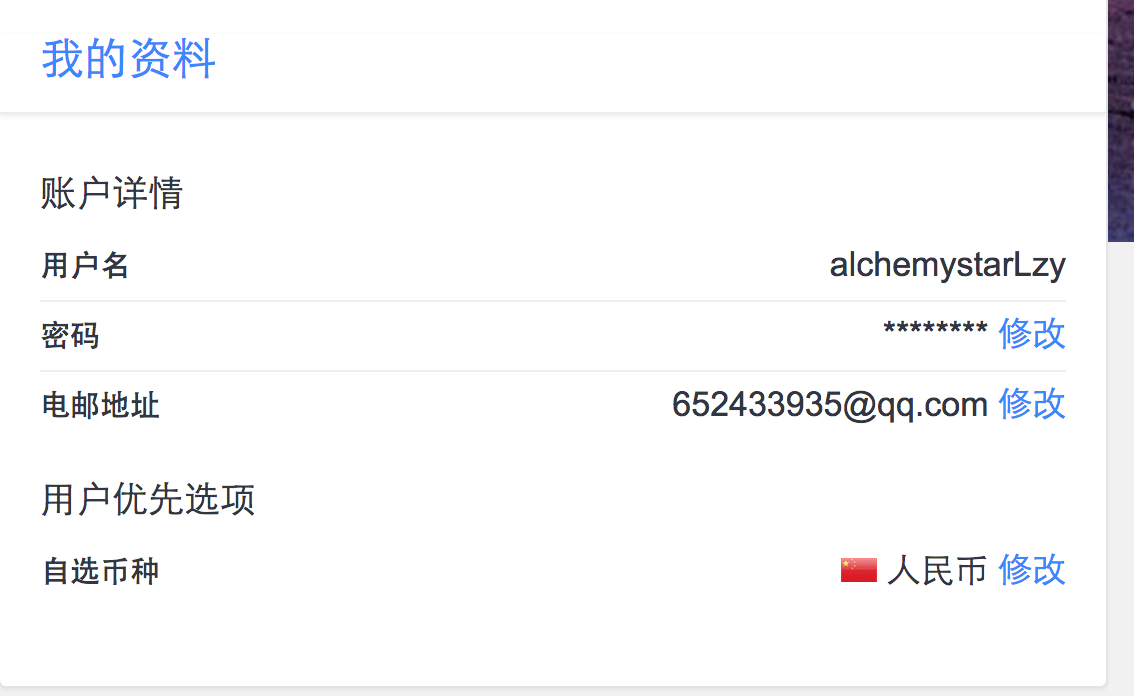 我的资料
账户详情
用户名 alchemystarLzy
密码 ******** 修改
电邮地址 652433935@qq.com 修改
用户优先选项
自选币种 人民币 修改